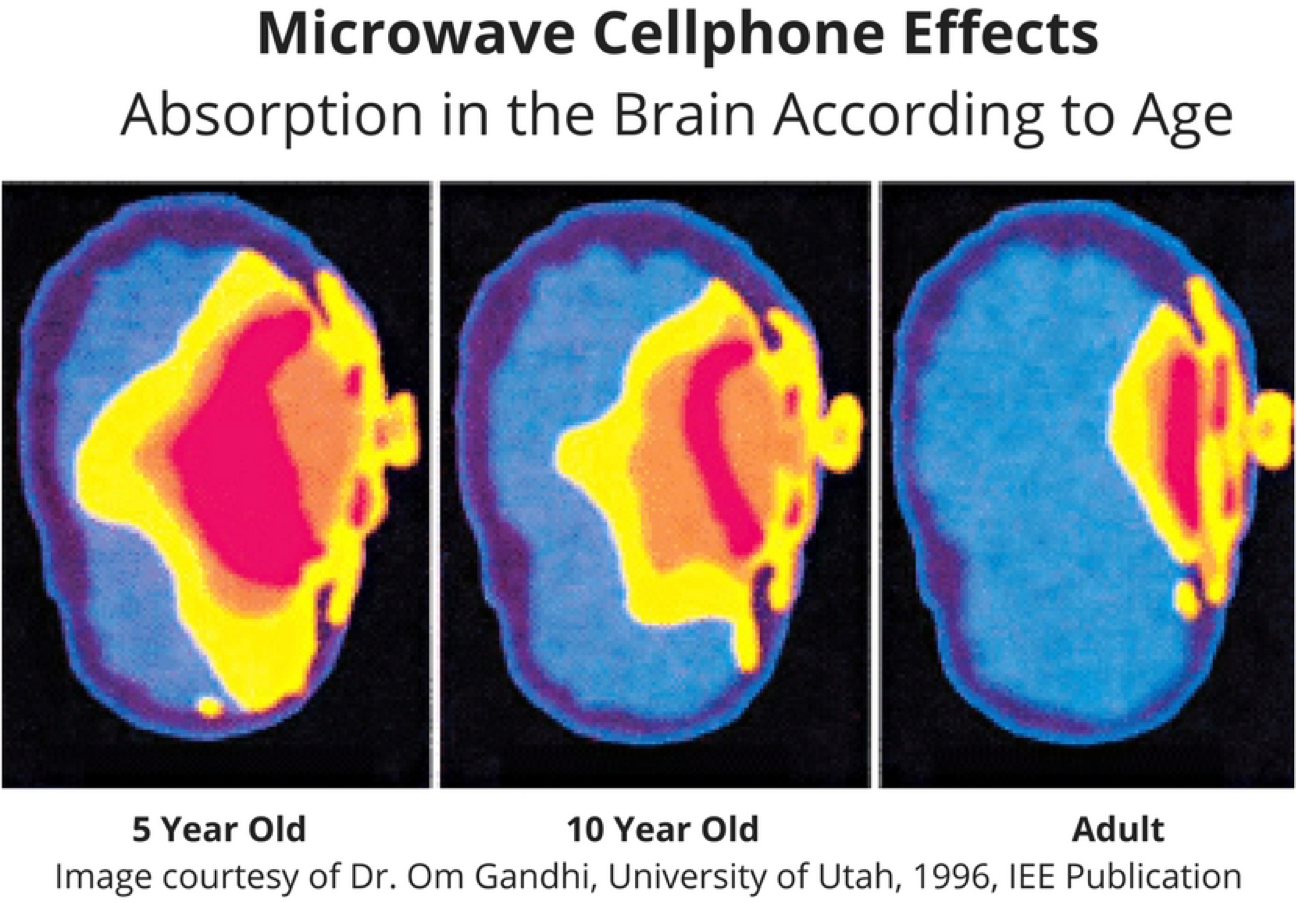 Microwave Cellphone Effects
Absorption in the Brain According to Age
5 Year Old
10 Year Old
Adult
Image courtesy of Dr. Om Gandhi, University of Utah, 1996, IEE Publication